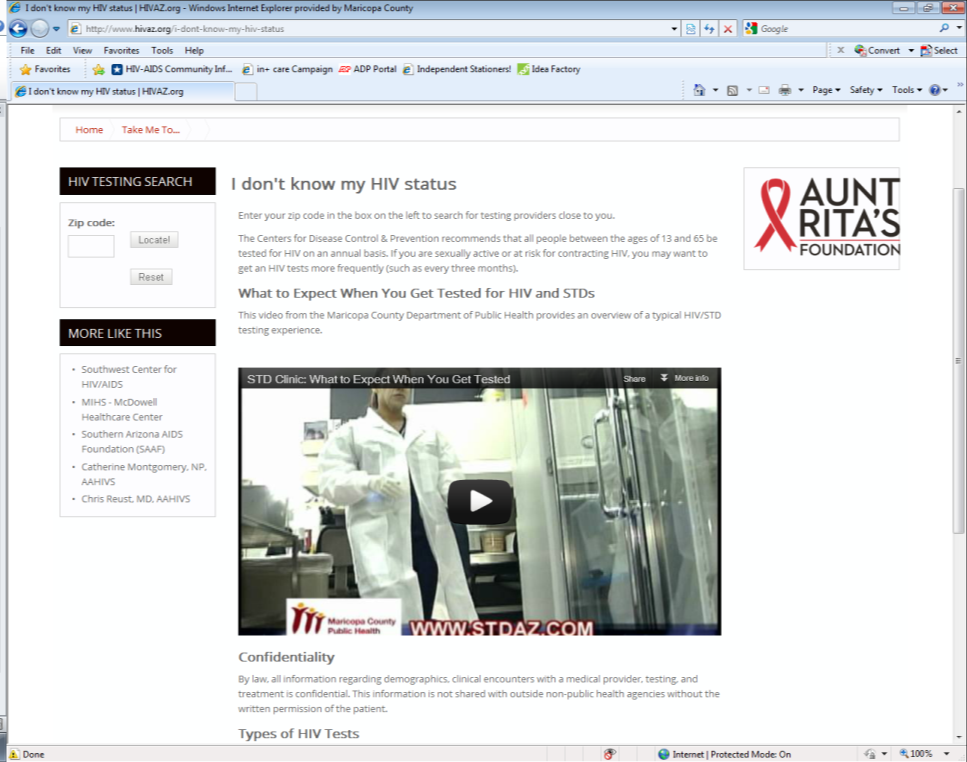 I don't know my HIV status | HIVAZ.org - Windows Internet Explorer provided by Maricopa County
http://www.hivaz.org/i-dont-know-my-hiv-status
Google
File Edit View Favorites Tools Help
x Convert Select
Favorites HIV-AIDS Community Inf... in+ care Campaign ADP Portal Independent Stationers! Idea Factory
I don't know my HIV status | HIVAZ.org
Page Safety Tools
Home Take Me To...
HIV TESTING SEARCH
Zip code:
Locate!
Reset
MORE LIKE THIS
• Southwest Center for
HIV/AIDS
• MIHS - McDowell
Healthcare Center
• Southern Arizona AIDS
Foundation (SAAF)
• Catherine Montgomery, NP,
AAHIVS
• Chris Reust, MD, AAHIVS
I don't know my HIV status
Enter your zip code in the box on the left to search for testing providers close to you.
The Centers for Disease Control & Prevention recommends that all people between the ages of 13 and 65 be
tested for HIV on an annual basis. If you are sexually active or at risk for contracting HIV, you may want to
get an HIV tests more frequently (such as every three months).
What to Expect When You Get Tested for HIV and STDs
This video from the Maricopa County Department of Public Health provides an overview of a typical HIV/STD
testing experience.
STD Clinic: What to Expect When You Get Tested
Share More info
Maricopa County
Public Health
WWW.STDAZ.COM
Confidentiality
By law, all information regarding demographics, clinical encounters with a medical provider, testing, and
treatment is confidential. This information is not shared with outside non-public health agencies without the
written permission of the patient.
Types of HIV Tests
AUNT
RITA'S
FOUNDATION
Done
Internet | Protected Mode: On
100%